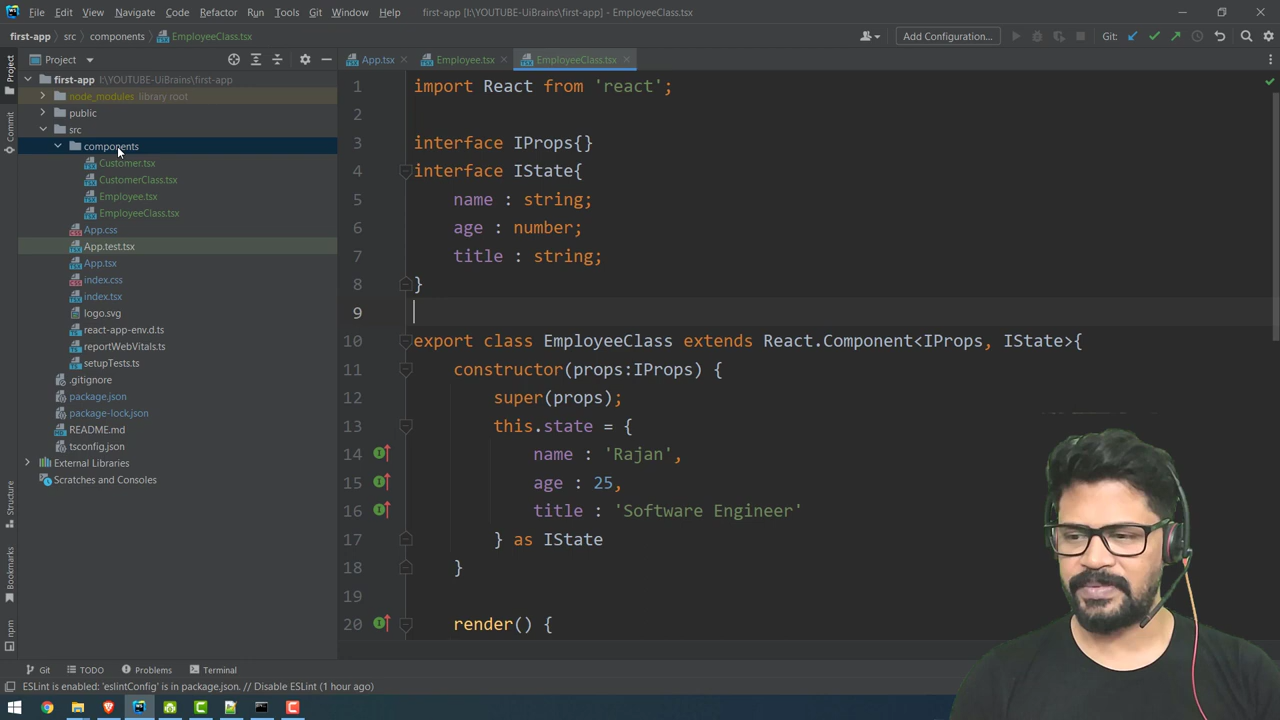 File Edit View Navigate Code Refactor Run Tools Git Window Help first-app [I:\YOUTUBE-UiBrains\first-app] - EmployeeClass.tsx
first-app src components EmployeeClass.tsx Add Configuration... Git:
Project App.tsx Employee.tsx EmployeeClass.tsx
Project
Commit
Structure
Bookmarks
npm
first-app I:\YOUTUBE-UiBrains\first-app
node_modules library root
public
src
components
Customer.tsx
CustomerClass.tsx
Employee.tsx
EmployeeClass.tsx
App.css
App.test.tsx
App.tsx
index.css
index.tsx
logo.svg
react-app-env.d.ts
reportWebVitals.ts
setupTests.ts
.gitignore
package.json
package-lock.json
README.md
tsconfig.json
External Libraries
Scratches and Consoles
1 import React from 'react';
2
3 interface IProps{}
4 interface IState{
5 name : string;
6 age : number;
7 title : string;
8 }
9
10 export class EmployeeClass extends React.Component<IProps, IState>{
11 constructor(props:IProps) {
12 super(props);
13 this.state = {
14 name : 'Rajan',
15 age : 25,
16 title : 'Software Engineer'
17 } as IState
18 }
19
20 render() {
Git TODO Problems Terminal
ESLint is enabled: 'eslintConfig' is in package.json. // Disable ESLint (1 hour ago)